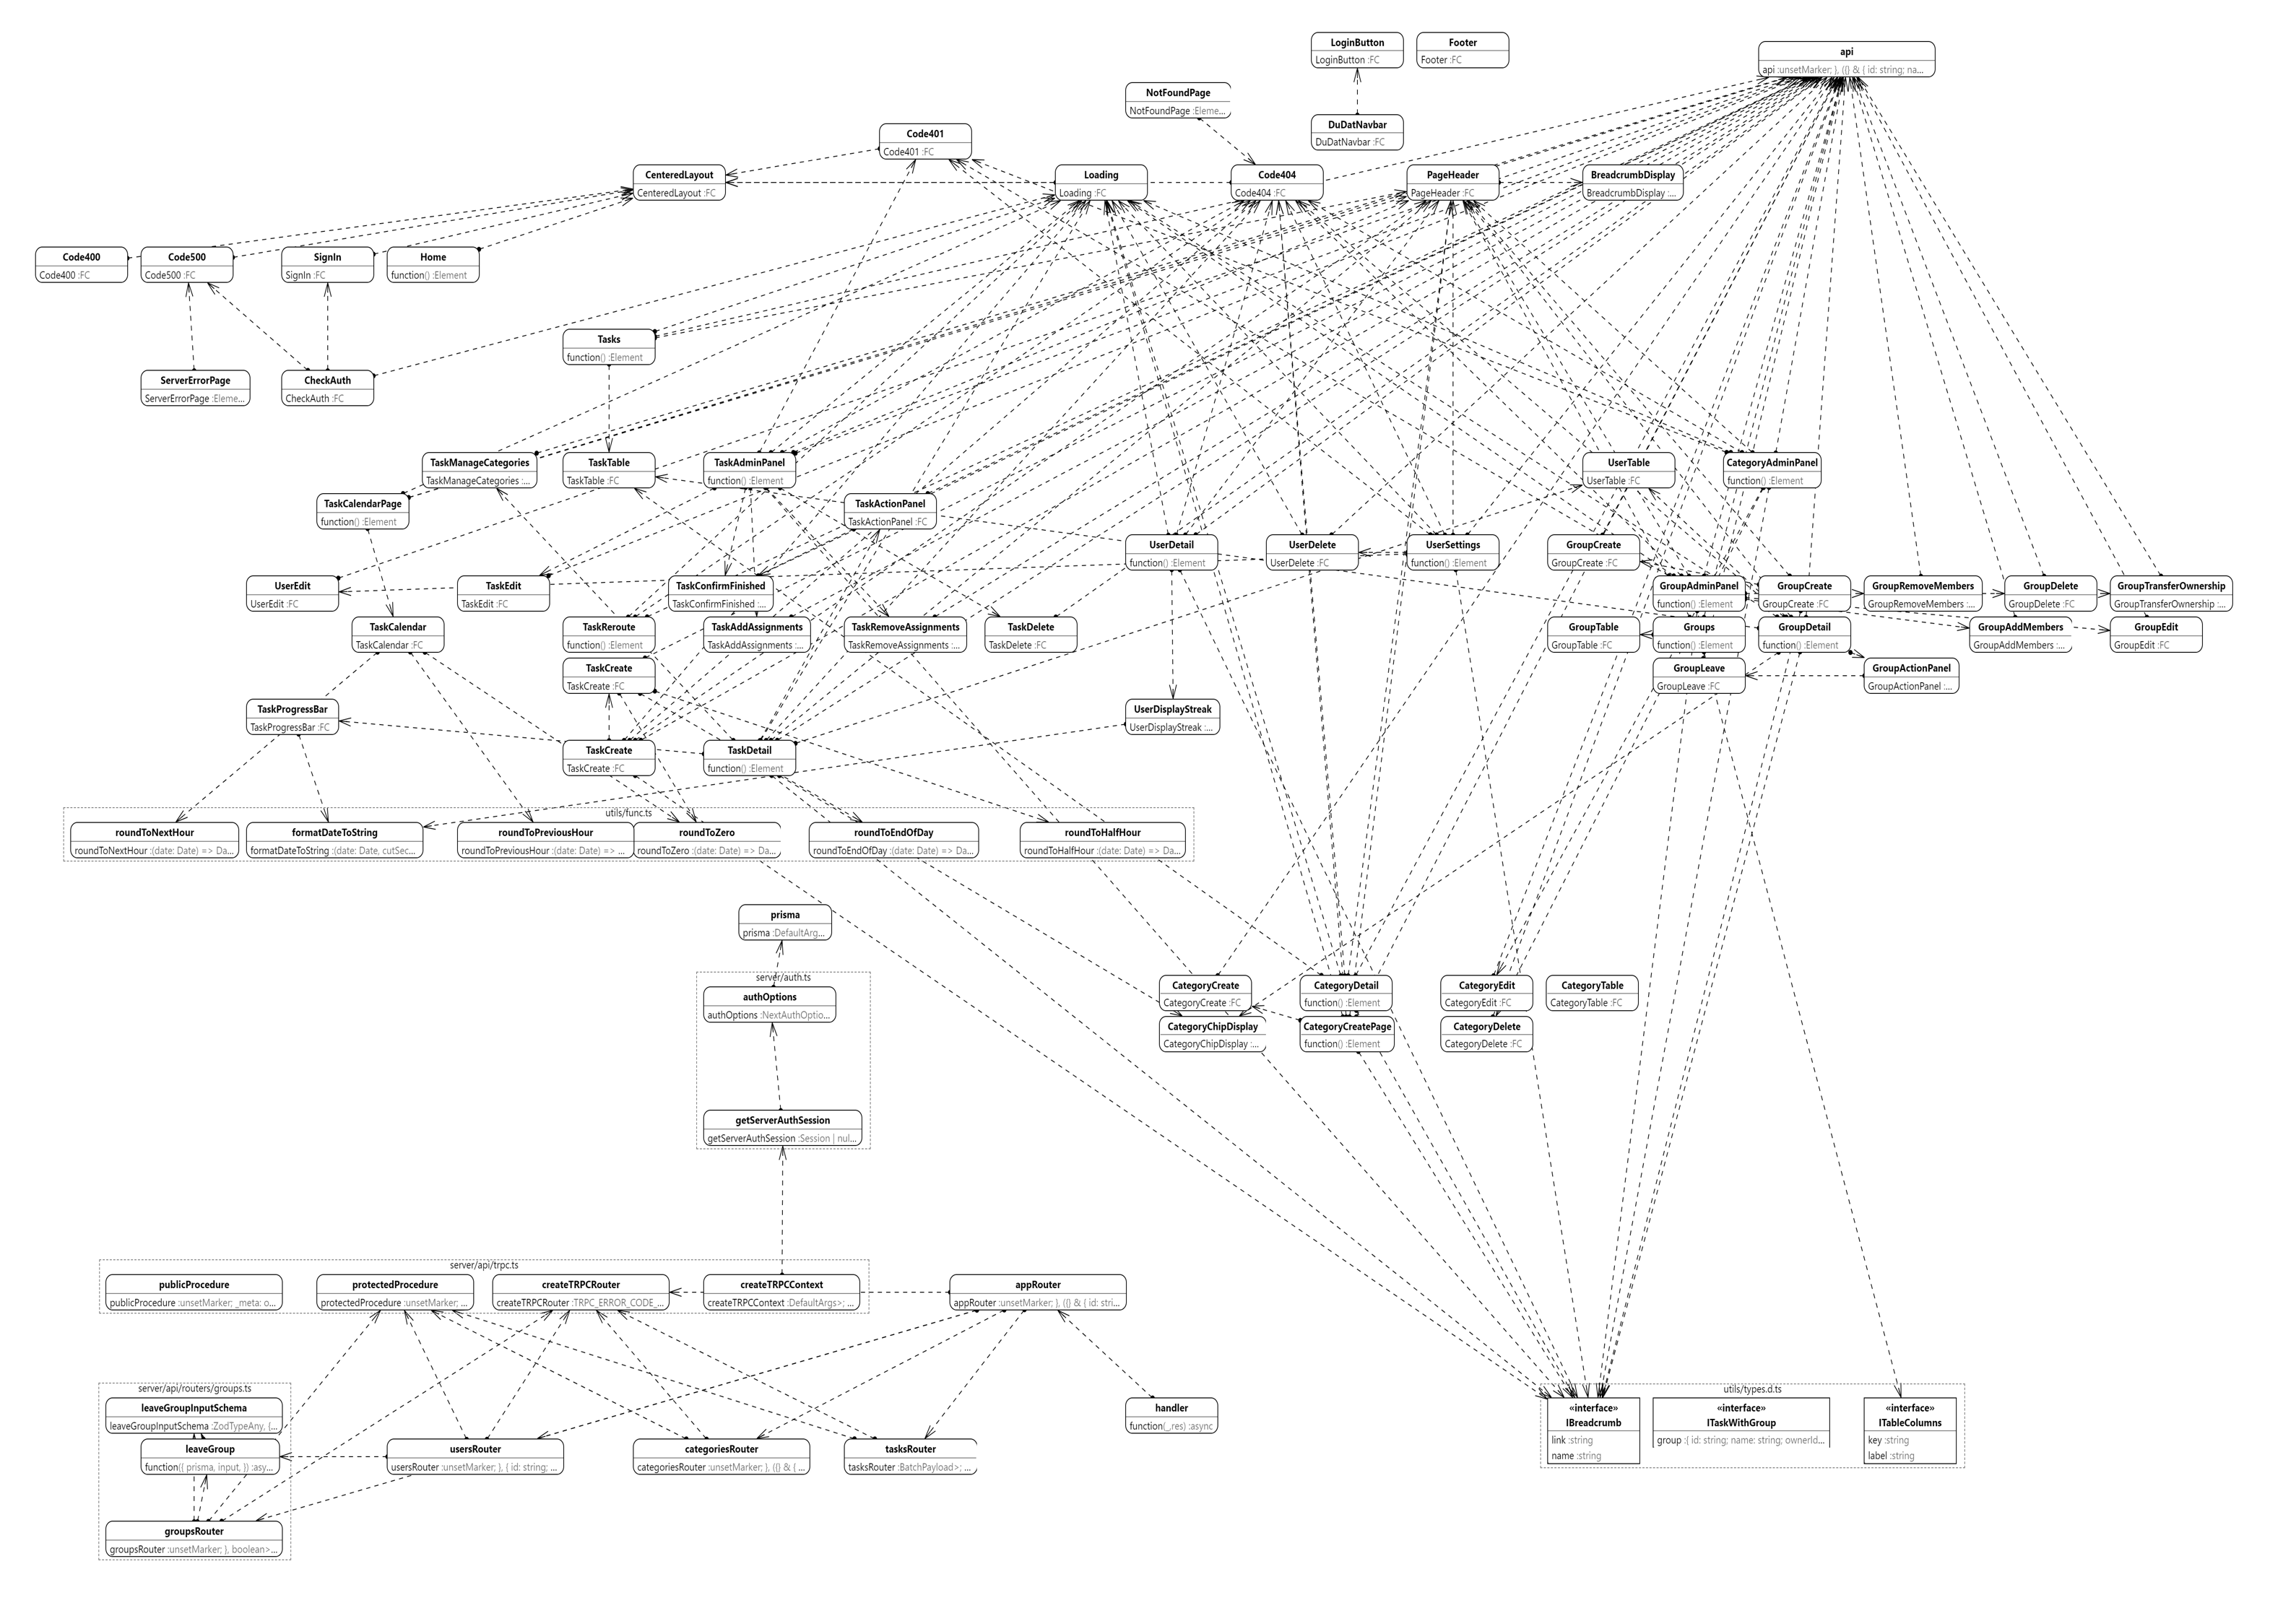 LoginButton
LoginButton :FC
Footer
Footer :FC
api
api :unsetMarker; }, ({} & { id: string; na...
NotFoundPage
NotFoundPage :Eleme...
DuDatNavbar
DuDatNavbar :FC
Code401
Code401 :FC
CenteredLayout
CenteredLayout :FC
Loading
Loading :FC
Code404
Code404 :FC
PageHeader
PageHeader :FC
BreadcrumbDisplay
BreadcrumbDisplay :...
Code400
Code400 :FC
Code500
Code500 :FC
SignIn
SignIn :FC
Home
function() :Element
Tasks
function() :Element
ServerErrorPage
ServerErrorPage :Eleme...
CheckAuth
CheckAuth :FC
TaskManageCategories
TaskManageCategories :...
TaskTable
TaskTable :FC
TaskAdminPanel
function() :Element
UserTable
UserTable :FC
CategoryAdminPanel
function() :Element
TaskCalendarPage
function() :Element
TaskActionPanel
TaskActionPanel :FC
UserDetail
function() :Element
UserDelete
UserDelete :FC
UserSettings
function() :Element
GroupCreate
GroupCreate :FC
UserEdit
UserEdit :FC
TaskEdit
TaskEdit :FC
TaskConfirmFinished
TaskConfirmFinished :...
GroupAdminPanel
function() :Element
GroupCreate
GroupCreate :FC
GroupRemoveMembers
GroupRemoveMembers :...
GroupDelete
GroupDelete :FC
GroupTransferOwnership
GroupTransferOwnership :...
TaskCalendar
TaskCalendar :FC
TaskReroute
function() :Element
TaskAddAssignments
TaskAddAssignments :...
TaskRemoveAssignments
TaskRemoveAssignments :...
TaskDelete
TaskDelete :FC
GroupTable
GroupTable :FC
Groups
function() :Element
GroupDetail
function() :Element
GroupAddMembers
GroupAddMembers :...
GroupEdit
GroupEdit :FC
TaskCreate
TaskCreate :FC
GroupLeave
GroupLeave :FC
GroupActionPanel
GroupActionPanel :...
TaskProgressBar
TaskProgressBar :FC
UserDisplayStreak
UserDisplayStreak :...
TaskCreate
TaskCreate :FC
TaskDetail
function() :Element
utils/func.ts
roundToNextHour
roundToNextHour :(date: Date) => Da...
formatDateToString
formatDateToString :(date: Date, cutSec...
roundToPreviousHour
roundToPreviousHour :(date: Date) => ...
roundToZero
roundToZero :(date: Date) => Da...
roundToEndOfDay
roundToEndOfDay :(date: Date) => Da...
roundToHalfHour
roundToHalfHour :(date: Date) => Da...
prisma
prisma :DefaultArg...
server/auth.ts
authOptions
authOptions :NextAuthOptio...
CategoryCreate
CategoryCreate :FC
CategoryDetail
function() :Element
CategoryEdit
CategoryEdit :FC
CategoryTable
CategoryTable :FC
CategoryChipDisplay
CategoryChipDisplay :...
CategoryCreatePage
function() :Element
CategoryDelete
CategoryDelete :FC
getServerAuthSession
getServerAuthSession :Session | nul...
server/api/trpc.ts
publicProcedure
publicProcedure :unsetMarker; _meta: o...
protectedProcedure
protectedProcedure :unsetMarker; ...
createTRPCRouter
createTRPCRouter :TRPC_ERROR_CODE_...
createTRPCContext
createTRPCContext :DefaultArgs>; ...
appRouter
appRouter :unsetMarker; }, ({} & { id: stri...
server/api/routers/groups.ts
leaveGroupInputSchema
leaveGroupInputSchema :ZodTypeAny, {...
handler
function(_,res) :async
utils/types.d.ts
«interface»
IBreadcrumb
link :string
name :string
«interface»
ITaskWithGroup
group :{ id: string; name: string; ownerId...
«interface»
ITableColumns
key :string
label :string
leaveGroup
function({ prisma, input, }) :asy...
usersRouter
usersRouter :unsetMarker; }, { id: string; ...
categoriesRouter
categoriesRouter :unsetMarker; }, ({} & { ...
tasksRouter
tasksRouter :BatchPayload>; ...
groupsRouter
groupsRouter :unsetMarker; }, boolean>...